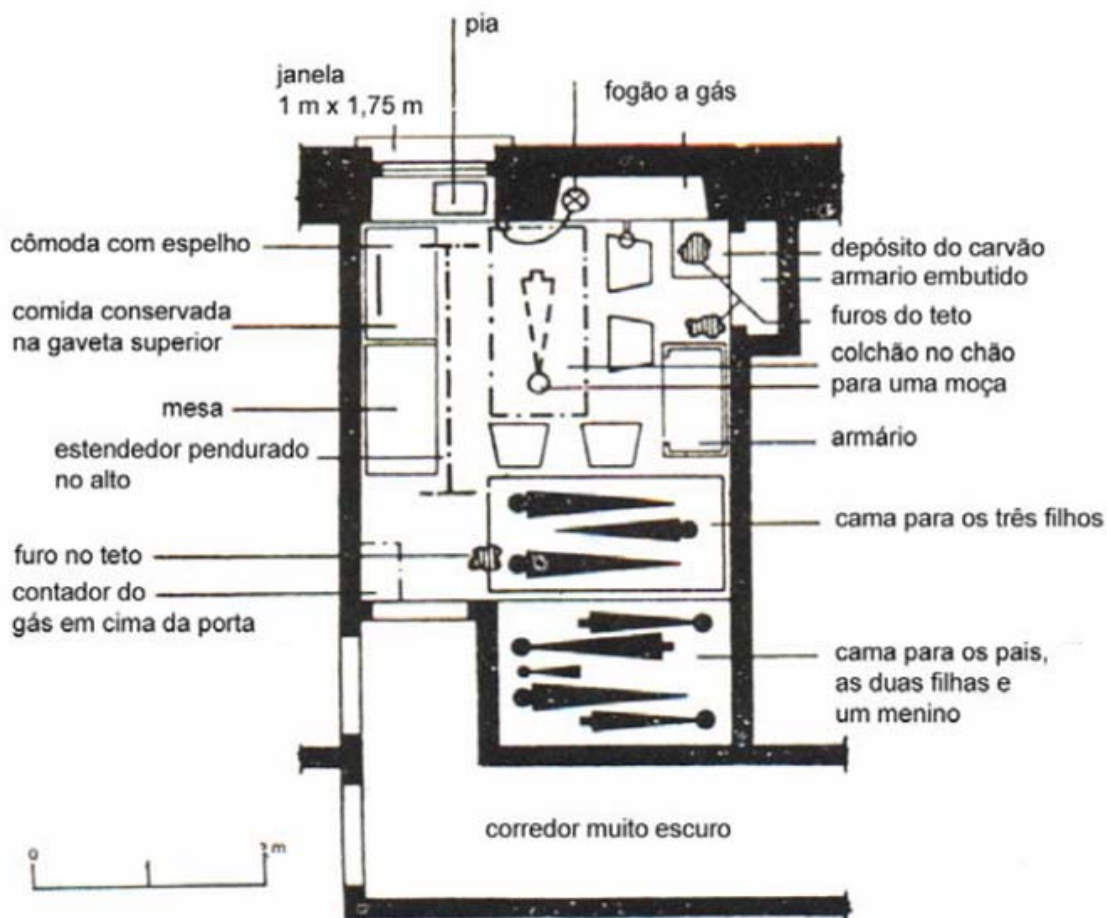 pia
janela
1 m x 1,75 m
fogão a gás
cômoda com espelho
comida conservada
na gaveta superior
mesa
estendedor pendurado
no alto
furo no teto
contador do
gás em cima da porta
depósito do carvão
armario embutido
furos do teto
colchão no chão
para uma moça
armário
cama para os três filhos
cama para os pais,
as duas filhas e
um menino
corredor muito escuro
0 1 m